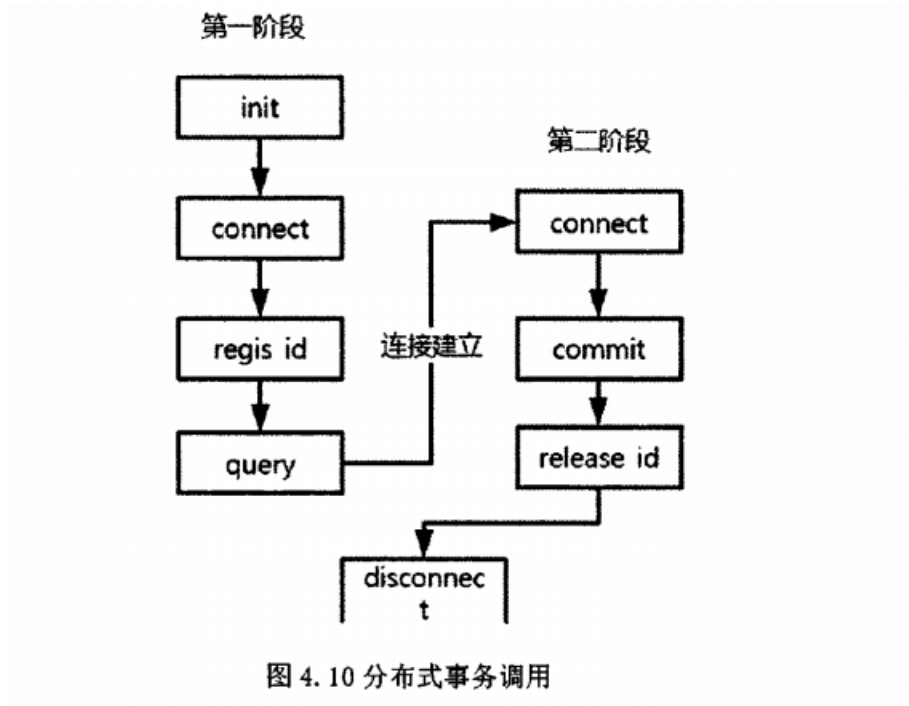 第一阶段
init
connect
regis id
query
连接建立
第二阶段
connect
commit
release id
disconnec
t
图 4.10 分布式事务调用